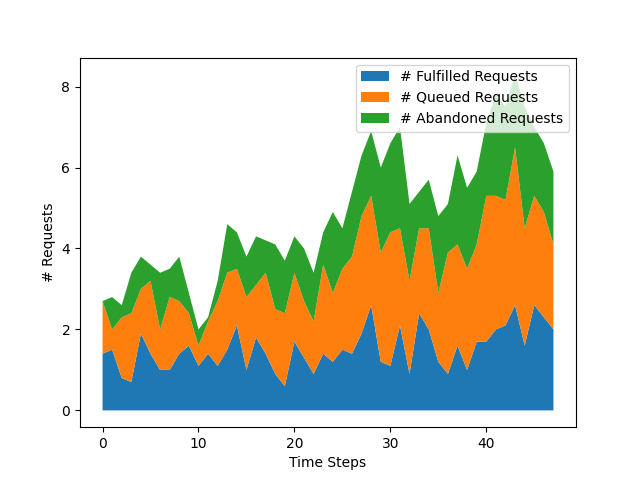 # Fulfilled Requests
# Queued Requests
# Abandoned Requests
8
6
4
2
0
# Requests
0 10 20 30 40
Time Steps